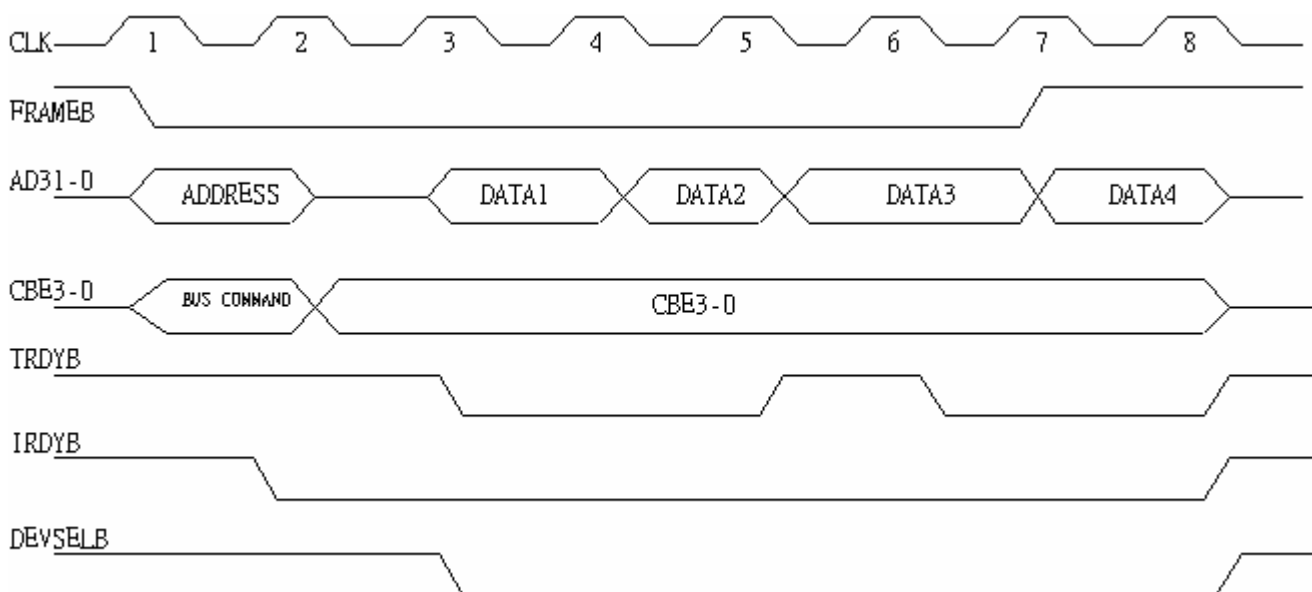 CLK 1 2 3 4 5 6 7 8
FRAMEB
AD31-0 ADDRESS DATA1 DATA2 DATA3 DATA4
CBE3-0 BUS COMMAND CBE3-0
TRDYB
IRDYB
DEVSELB